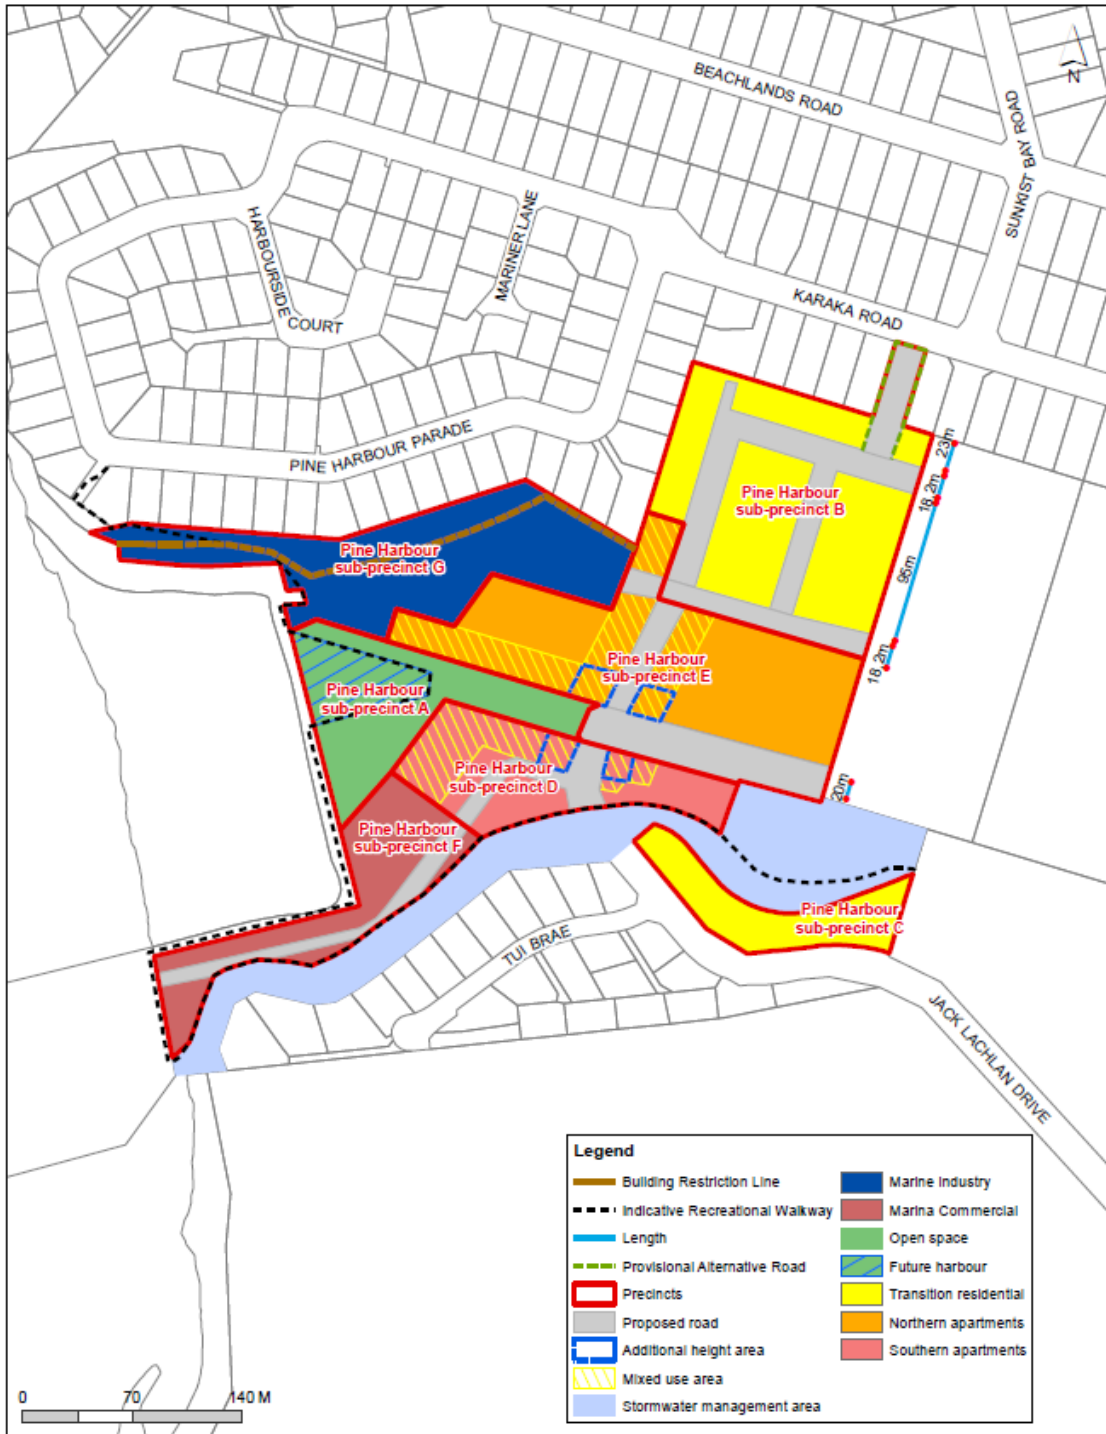 N
BEACHLANDS ROAD
SUNKIST BAY ROAD
HARBOURSIDE
COURT
MARINER LANE
KARAKA ROAD
PINE HARBOUR PARADE
23m
18.2m
95m
18.2m
20m
Pine Harbour
sub-precinct B
Pine Harbour
sub-precinct G
Pine Harbour
sub-precinct E
Pine Harbour
sub-precinct A
Pine Harbour
sub-precinct D
Pine Harbour
sub-precinct F
Pine Harbour
sub-precinct C
TUI BRAE
JACK LACHLAN DRIVE
Legend
Building Restriction Line
Indicative Recreational Walkway
Length
Provisional Alternative Road
Precincts
Proposed road
Additional height area
Mixed use area
Stormwater management area
Marine Industry
Marina Commercial
Open space
Future harbour
Transition residential
Northern apartments
Southern apartments
0 70 140 M